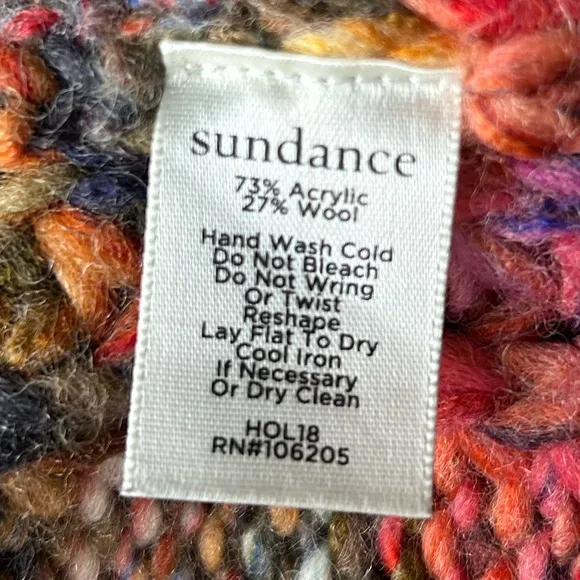 sundance
73% Acrylic
27% Wool
Hand Wash Cold
Do Not Bleach
Do Not Wring
Or Twist
Reshape
Lay Flat To Dry
Cool Iron
If Necessary
Or Dry Clean
HOL18
RN#106205